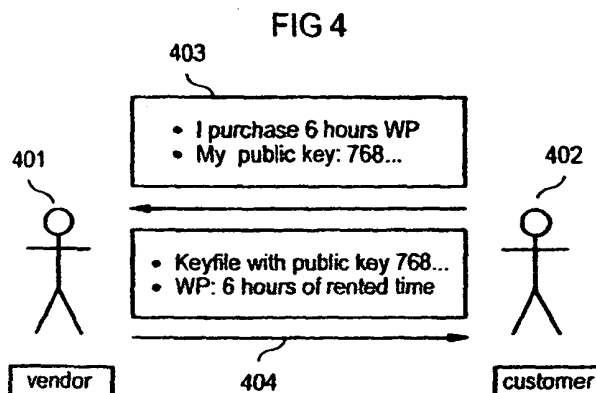 FIG 4
403
• I purchase 6 hours WP
• My public key: 768...
401
402
• Keyfile with public key 768...
• WP: 6 hours of rented time
vendor
404
customer